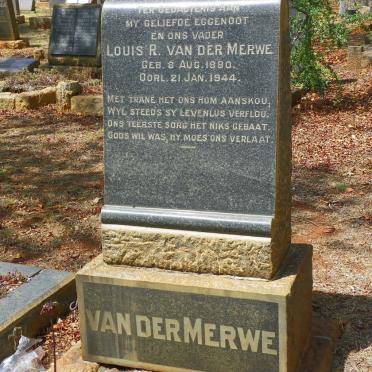 TER GEDAGTENIS AAN
MY GELIEFDE EGGENOOT
EN ONS VADER
LOUIS R. VAN DER MERWE
GEB. 8 AUG. 1890.
OORL. 21 JAN. 1944.
MET TRANE HET ONS HOM AANSKOU,
WYL STEEDS SY LEVENLUS VERFLOU.
ONS TEERSTE SORG HET NIKS GEBAAT.
GODS WIL WAS, HY MOES ONS VERLAAT.
VAN DER MERWE